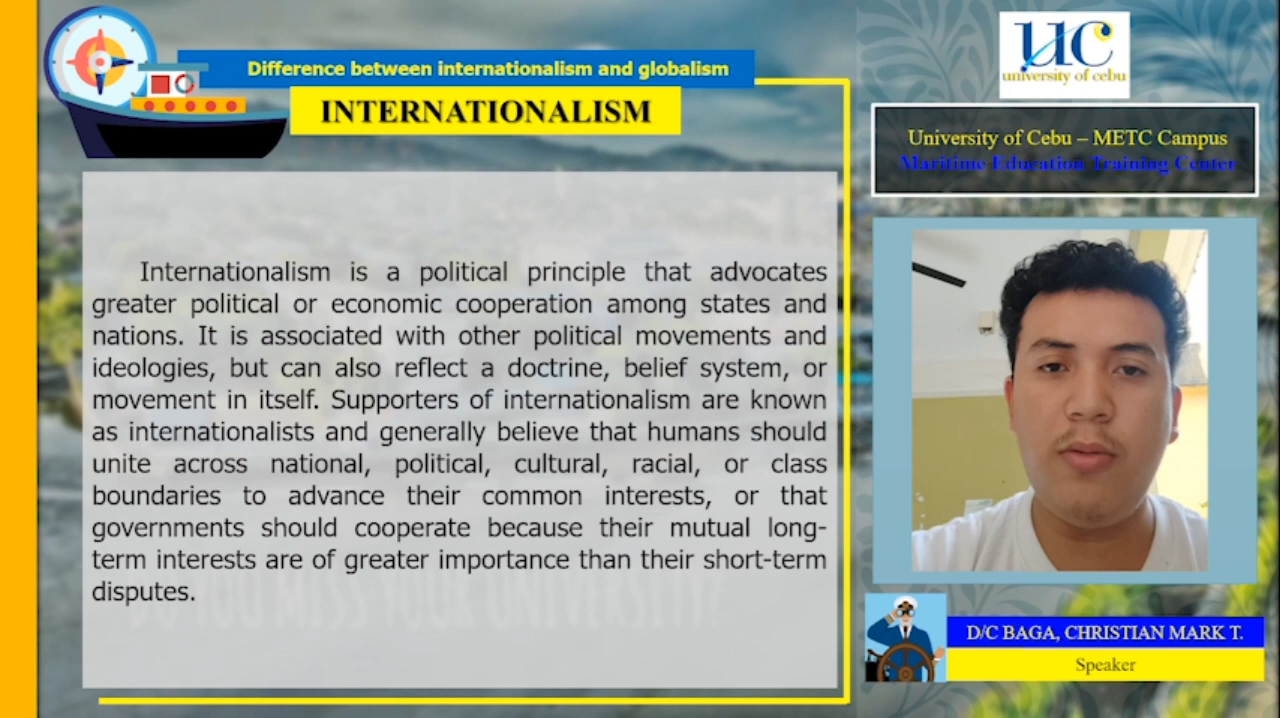 Difference between internationalism and globalism
INTERNATIONALISM
Internationalism is a political principle that advocates
greater political or economic cooperation among states and
nations. It is associated with other political movements and
ideologies, but can also reflect a doctrine, belief system, or
movement in itself. Supporters of internationalism are known
as internationalists and generally believe that humans should
unite across national, political, cultural, racial, or class
boundaries to advance their common interests, or that
governments should cooperate because their mutual long-
term interests are of greater importance than their short-term
disputes.
UC
university of cebu
University of Cebu – METC Campus
Maritime Education Training Center
D/C BAGA, CHRISTIAN MARK T.
Speaker